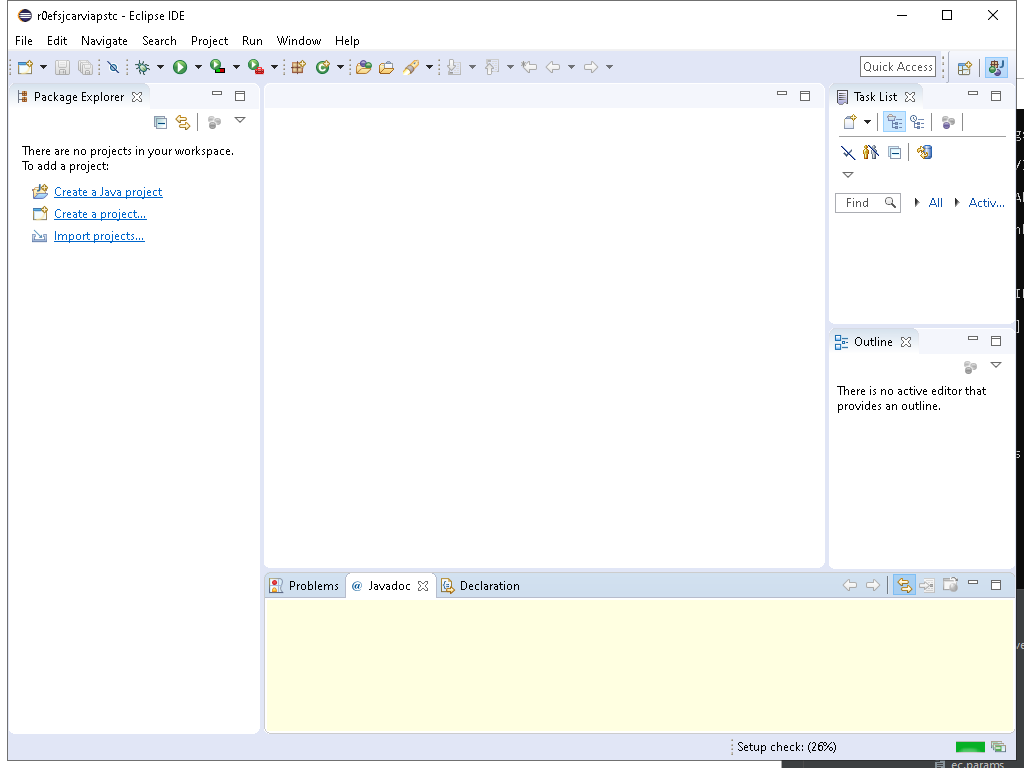 r0efsjcarviapstc - Eclipse IDE
File Edit Navigate Search Project Run Window Help
Quick Access
Package Explorer
Task List
There are no projects in your workspace.
To add a project:
Create a Java project
Create a project...
Import projects...
Find
All
Activ...
Outline
There is no active editor that
provides an outline.
Problems
@ Javadoc
Declaration
Setup check: (26%)
ec.params